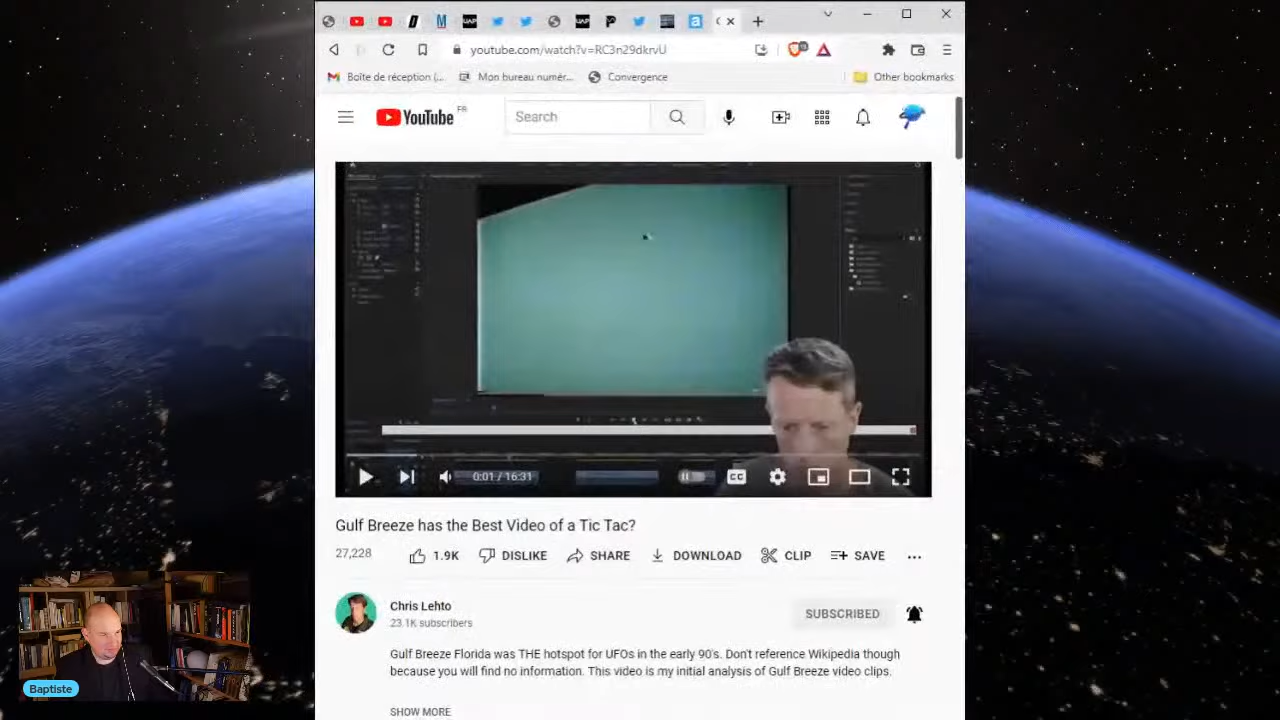 youtube.com/watch?v=RC3n29dkrvU
Boîte de réception (...
Mon bureau numér...
Convergence
Other bookmarks
YouTube FR
Search
0:01 / 16:31
CC
Gulf Breeze has the Best Video of a Tic Tac?
27,228
1.9K
DISLIKE
SHARE
DOWNLOAD
CLIP
SAVE
Chris Lehto
23.1K subscribers
SUBSCRIBED
Gulf Breeze Florida was THE hotspot for UFOs in the early 90's. Don't reference Wikipedia though
because you will find no information. This video is my initial analysis of Gulf Breeze video clips.
SHOW MORE
Baptiste